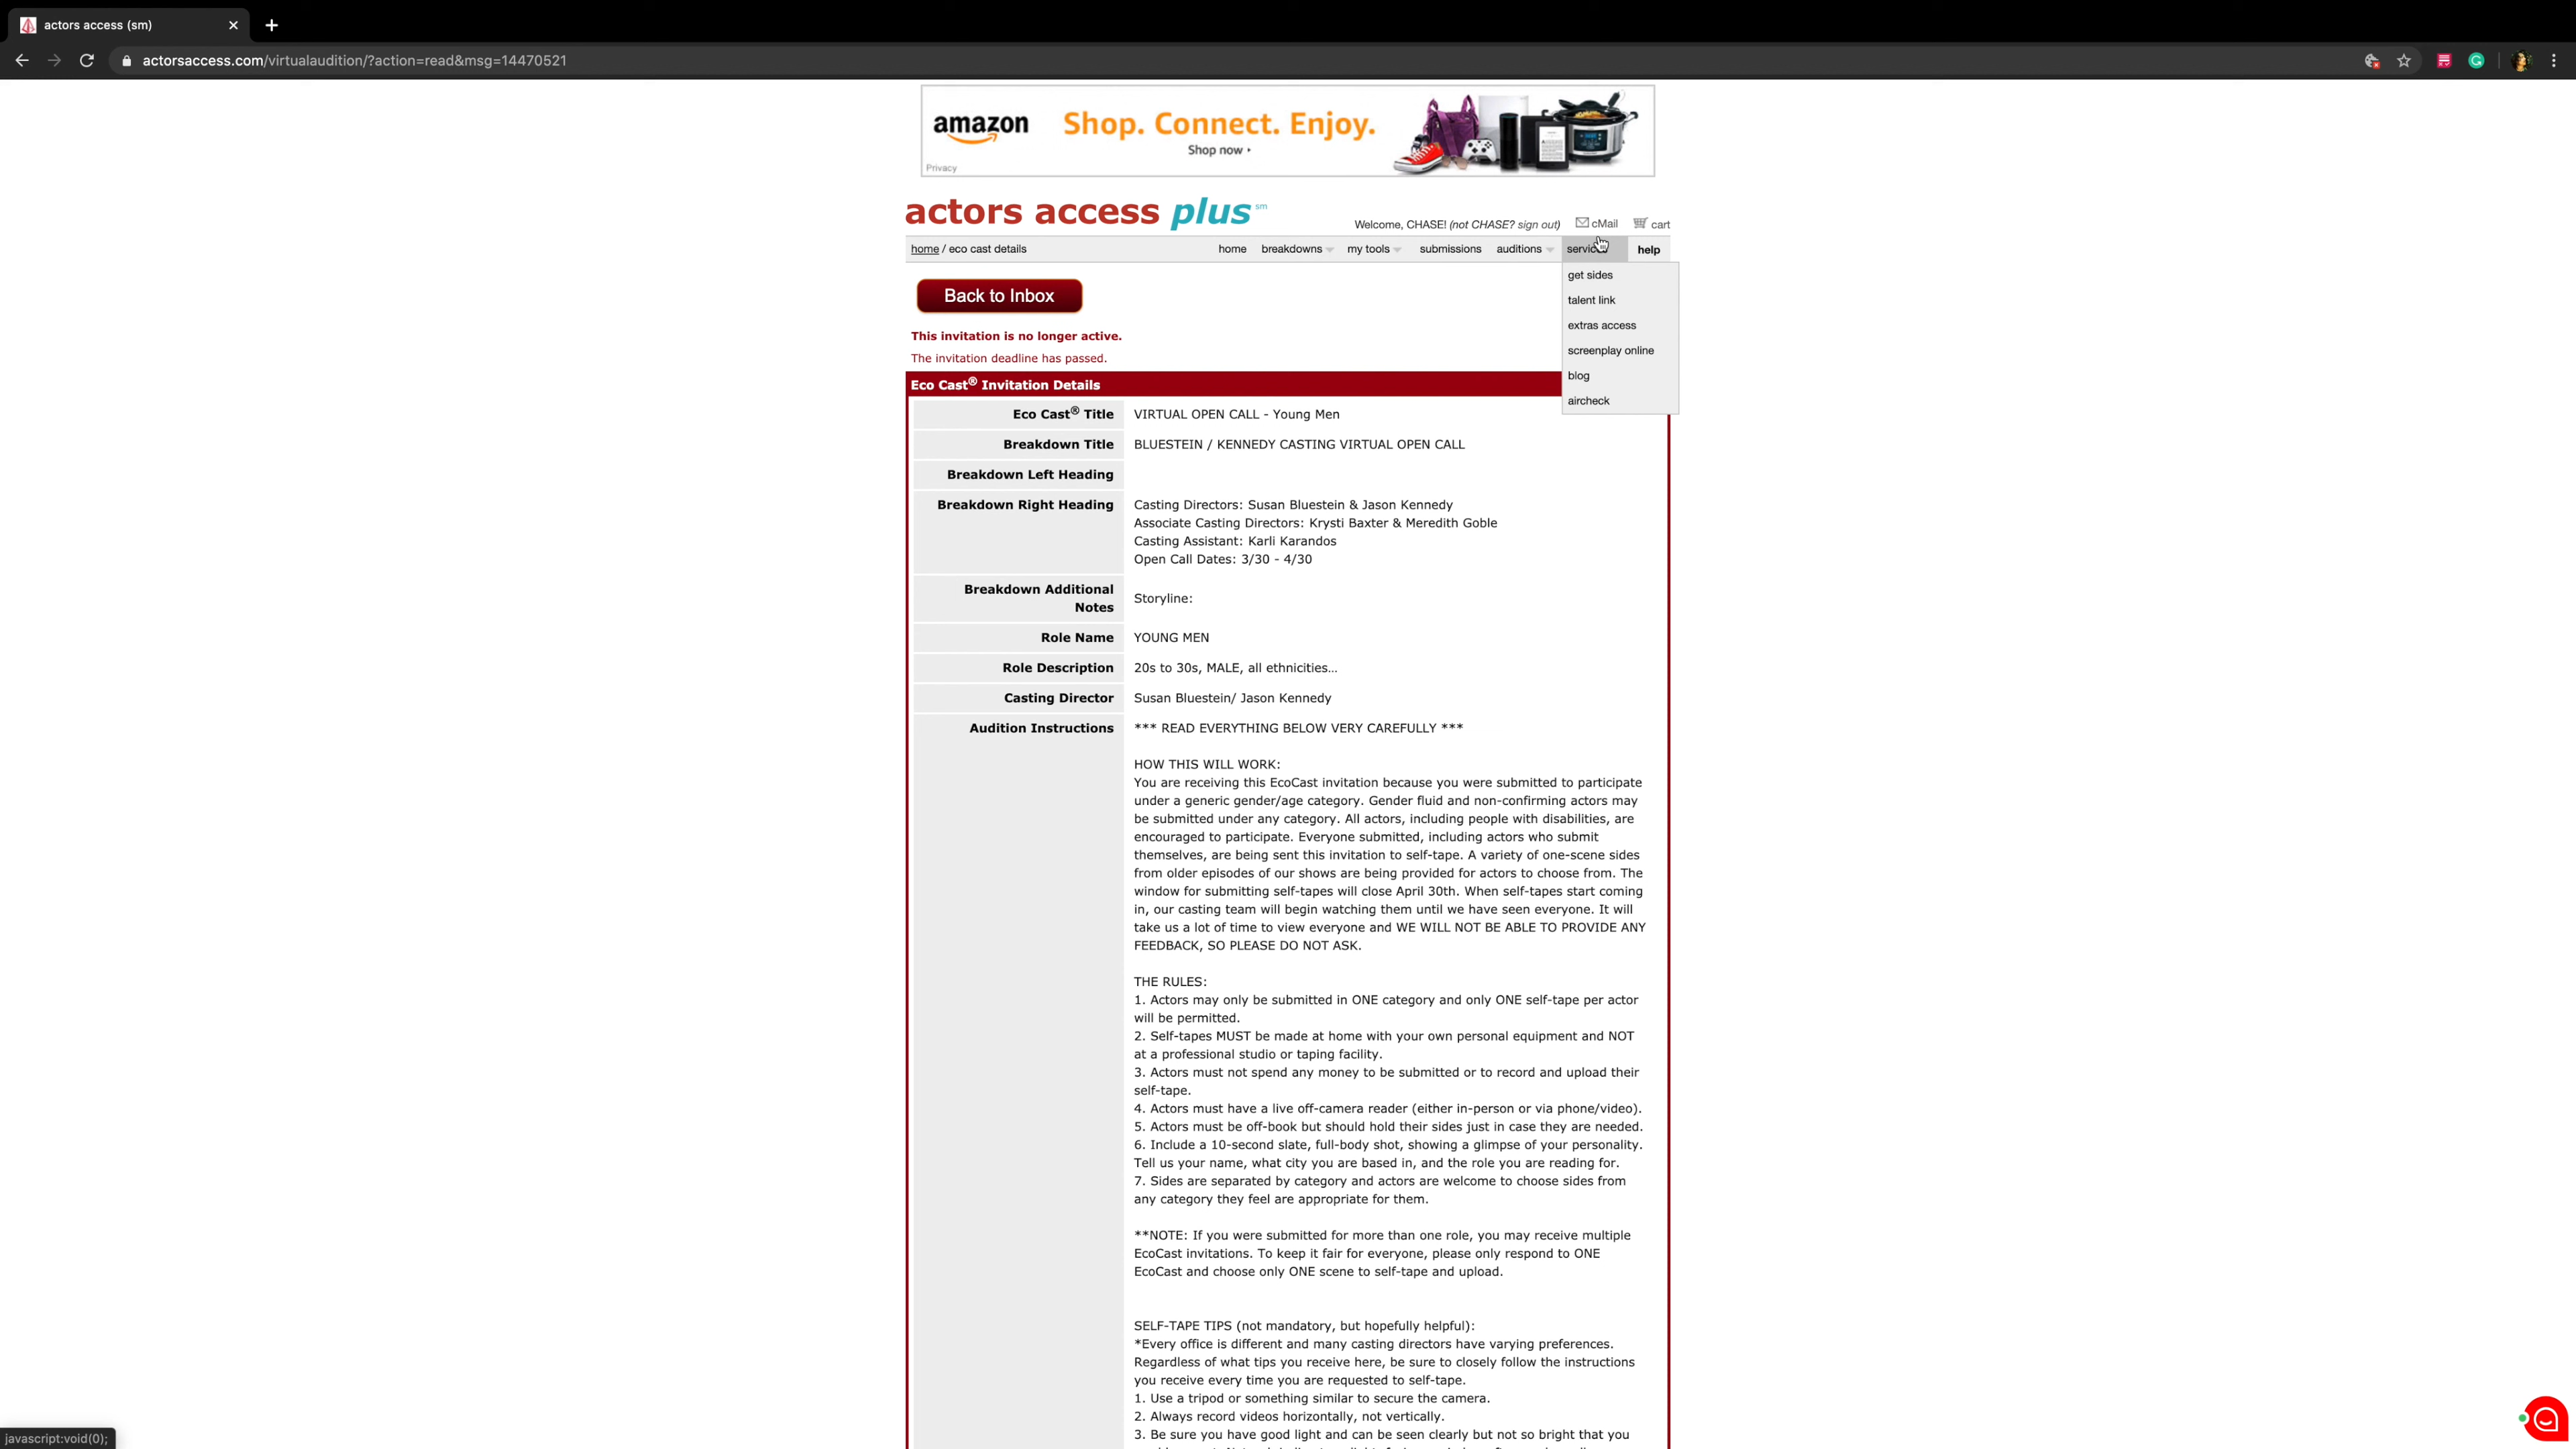 actors access (sm)
actorsaccess.com/virtualaudition/?action=read&msg=14470521
amazon
Shop. Connect. Enjoy.
Shop now
Privacy
actors access plus sm
Welcome, CHASE! (not CHASE? sign out) cMail cart
home / eco cast details
home breakdowns my tools submissions auditions services help
get sides
talent link
extras access
screenplay online
blog
aircheck
Back to Inbox
This invitation is no longer active.
The invitation deadline has passed.
Eco Cast® Invitation Details
Eco Cast® Title VIRTUAL OPEN CALL - Young Men
Breakdown Title BLUESTEIN / KENNEDY CASTING VIRTUAL OPEN CALL
Breakdown Left Heading
Breakdown Right Heading Casting Directors: Susan Bluestein & Jason Kennedy
Associate Casting Directors: Krysti Baxter & Meredith Goble
Casting Assistant: Karli Karandos
Open Call Dates: 3/30 - 4/30
Breakdown Additional
Notes
Storyline:
Role Name YOUNG MEN
Role Description 20s to 30s, MALE, all ethnicities...
Casting Director Susan Bluestein/ Jason Kennedy
Audition Instructions *** READ EVERYTHING BELOW VERY CAREFULLY ***
HOW THIS WILL WORK:
You are receiving this EcoCast invitation because you were submitted to participate
under a generic gender/age category. Gender fluid and non-confirming actors may
be submitted under any category. All actors, including people with disabilities, are
encouraged to participate. Everyone submitted, including actors who submit
themselves, are being sent this invitation to self-tape. A variety of one-scene sides
from older episodes of our shows are being provided for actors to choose from. The
window for submitting self-tapes will close April 30th. When self-tapes start coming
in, our casting team will begin watching them until we have seen everyone. It will
take us a lot of time to view everyone and WE WILL NOT BE ABLE TO PROVIDE ANY
FEEDBACK, SO PLEASE DO NOT ASK.
THE RULES:
1. Actors may only be submitted in ONE category and only ONE self-tape per actor
will be permitted.
2. Self-tapes MUST be made at home with your own personal equipment and NOT
at a professional studio or taping facility.
3. Actors must not spend any money to be submitted or to record and upload their
self-tape.
4. Actors must have a live off-camera reader (either in-person or via phone/video).
5. Actors must be off-book but should hold their sides just in case they are needed.
6. Include a 10-second slate, full-body shot, showing a glimpse of your personality.
Tell us your name, what city you are based in, and the role you are reading for.
7. Sides are separated by category and actors are welcome to choose sides from
any category they feel are appropriate for them.
**NOTE: If you were submitted for more than one role, you may receive multiple
EcoCast invitations. To keep it fair for everyone, please only respond to ONE
EcoCast and choose only ONE scene to self-tape and upload.
SELF-TAPE TIPS (not mandatory, but hopefully helpful):
*Every office is different and many casting directors have varying preferences.
Regardless of what tips you receive here, be sure to closely follow the instructions
you receive every time you are requested to self-tape.
1. Use a tripod or something similar to secure the camera.
2. Always record videos horizontally, not vertically.
3. Be sure you have good light and can be seen clearly but not so bright that you
javascript:void(0);